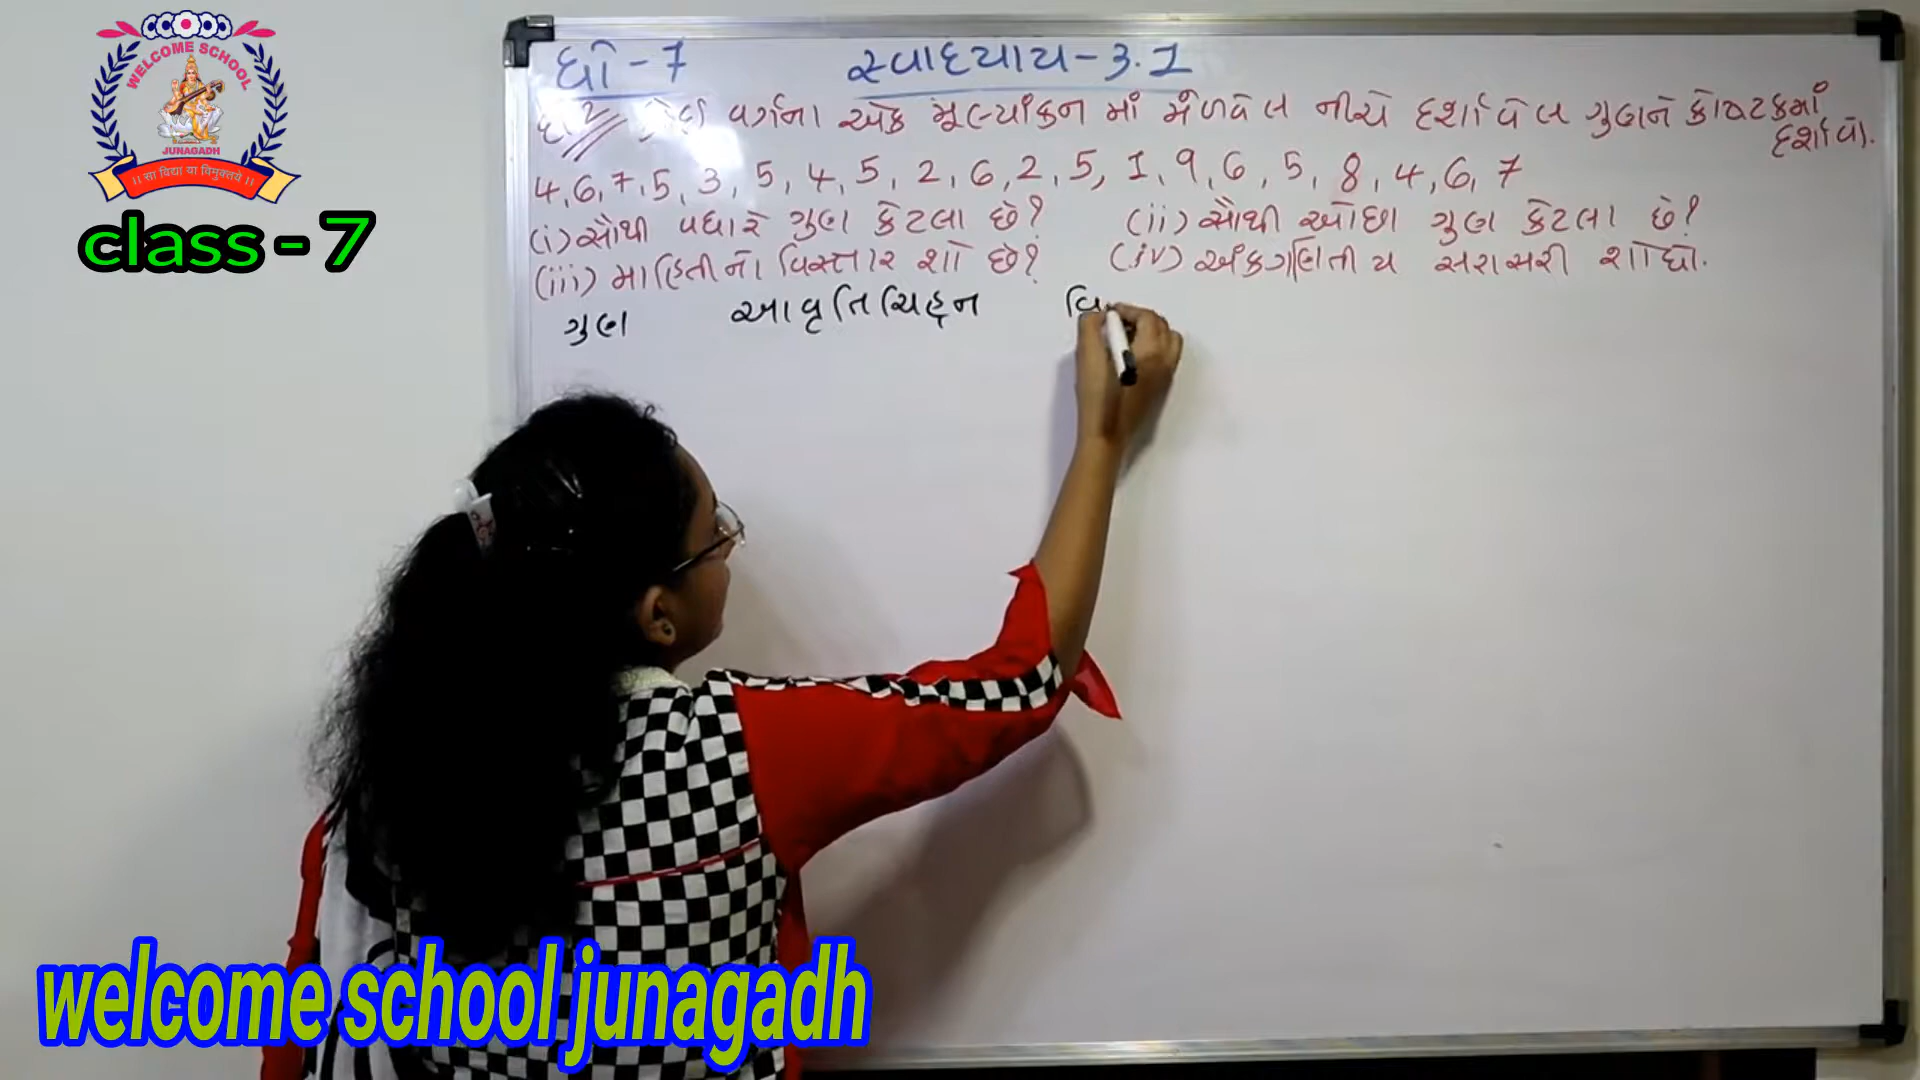 WELCOME SCHOOL
JUNAGADH
॥ सा विद्या या विमुक्तये ॥
class - 7
ધો - 7 સ્વાધ્યાય - 3.1
દા 2 કોઈ વર્ગના એક મૂલ્યાંકન માં મેળવેલ નીચે દર્શાવેલ ગુણને કોષ્ટકમાં
દર્શાવો.
4, 6, 7, 5, 3, 5, 4, 5, 2, 6, 2, 5, 1, 9, 6, 5, 8, 4, 6, 7
(i) સૌથી વધારે ગુણ કેટલા છે? (ii) સૌથી ઓછા ગુણ કેટલા છે?
(iii) માહિતીનો વિસ્તાર શો છે? (iv) અંકગણિતીય સરાસરી શોધો.
ગુણ આવૃતિચિહ્ન
welcome school junagadh